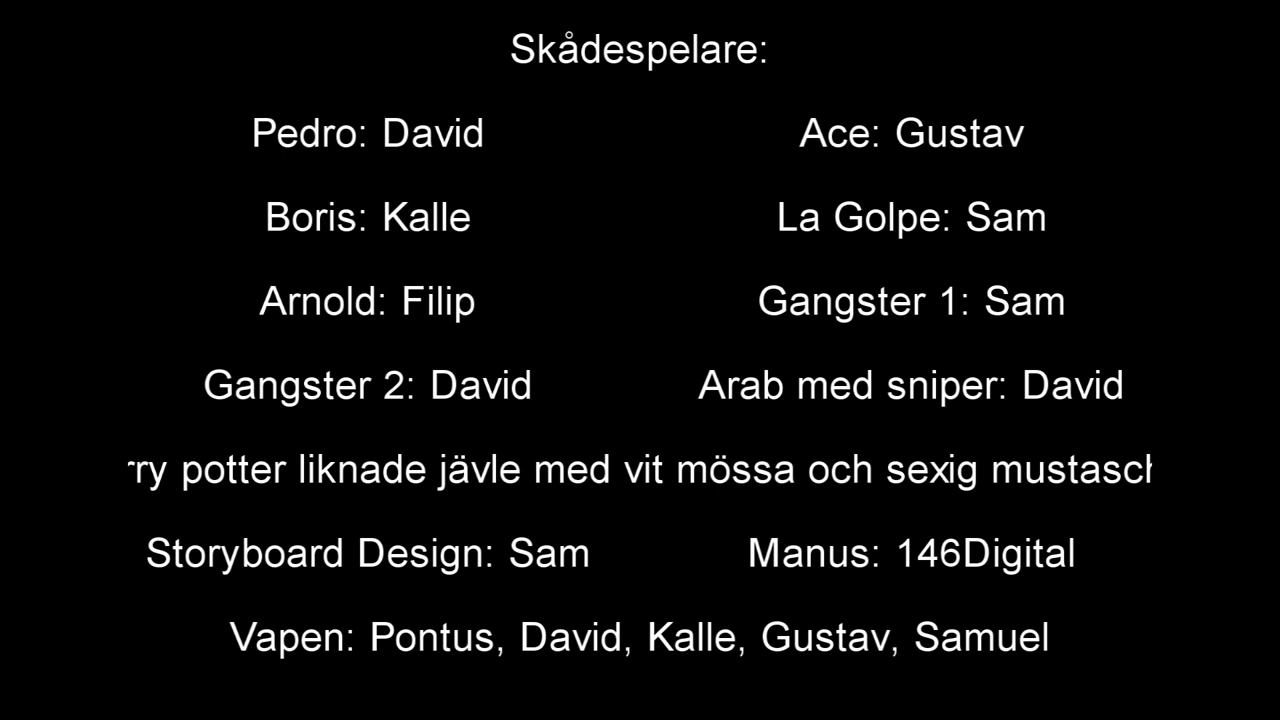 Skådespelare:
Pedro: David Ace: Gustav
Boris: Kalle La Golpe: Sam
Arnold: Filip Gangster 1: Sam
Gangster 2: David Arab med sniper: David
potter liknade jävle med vit mössa och sexig
Storyboard Design: Sam Manus: 146Digital
Vapen: Pontus, David, Kalle, Gustav, Samuel